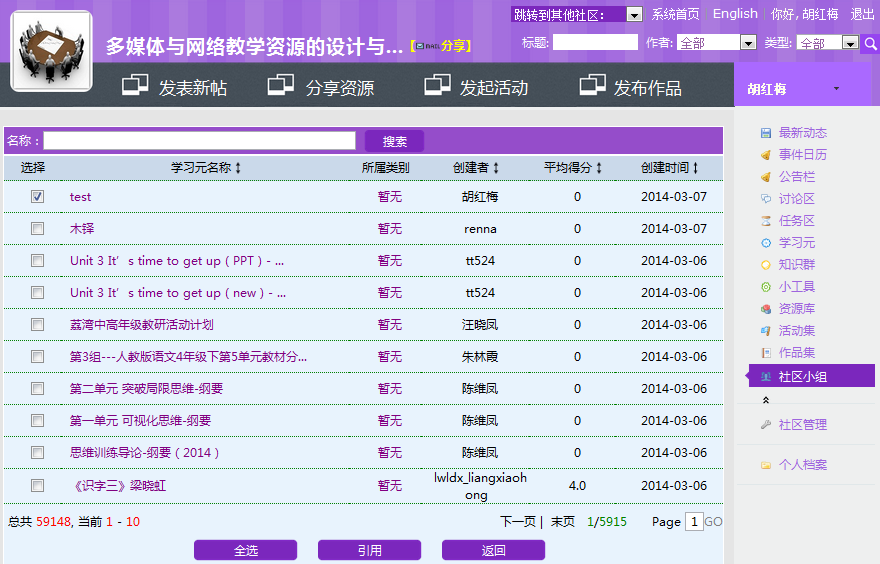 跳转到其他社区: 系统首页 | English | 你好, 胡红梅 退出
多媒体与网络教学资源的设计与... 【 MAIL 分享】
标题: 作者: 全部 类型: 全部
发表新帖 分享资源 发起活动 发布作品
胡红梅
名称： 搜索
选择 学习元名称 所属类别 创建者 平均得分 创建时间
test 暂无 胡红梅 0 2014-03-07
木铎 暂无 renna 0 2014-03-07
Unit 3 It’s time to get up（PPT）- ... 暂无 tt524 0 2014-03-06
Unit 3 It’s time to get up（new）- ... 暂无 tt524 0 2014-03-06
荔湾中高年级教研活动计划 暂无 汪晓凤 0 2014-03-06
第3组---人教版语文4年级下第5单元教材分... 暂无 朱林霞 0 2014-03-06
第二单元 突破局限思维-纲要 暂无 陈维凤 0 2014-03-06
第一单元 可视化思维-纲要 暂无 陈维凤 0 2014-03-06
思维训练导论-纲要（2014） 暂无 陈维凤 0 2014-03-06
《识字三》梁晓虹 暂无 lwldx_liangxiaoh
ong 4.0 2014-03-06
总共 59148, 当前 1 - 10 下一页 | 末页 1/5915 Page 1 GO
全选 引用 返回
最新动态
事件日历
公告栏
讨论区
任务区
学习元
知识群
小工具
资源库
活动集
作品集
社区小组
社区管理
个人档案